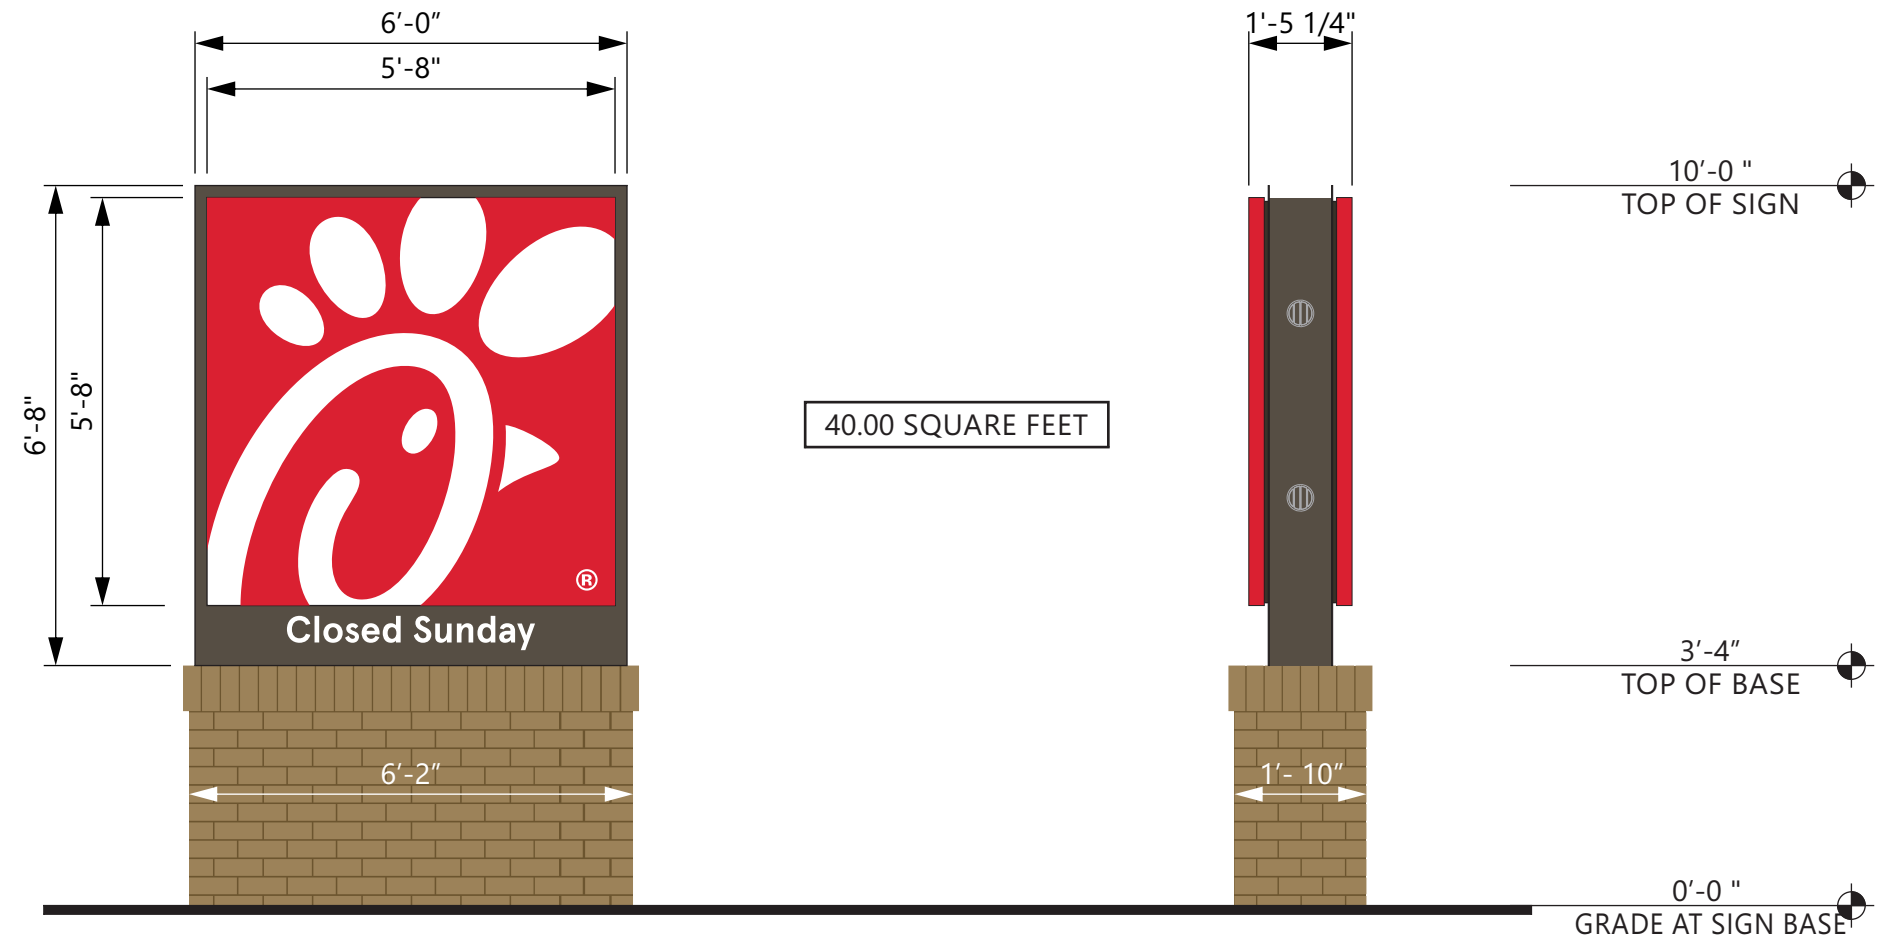 6’-0”
5'-8"
1'-5 1/4"
10’-0 "
TOP OF SIGN
6'-8"
5'-8"
40.00 SQUARE FEET
®
Closed Sunday
3’-4”
TOP OF BASE
6’-2”
1’- 10”
0’-0 "
GRADE AT SIGN BASE